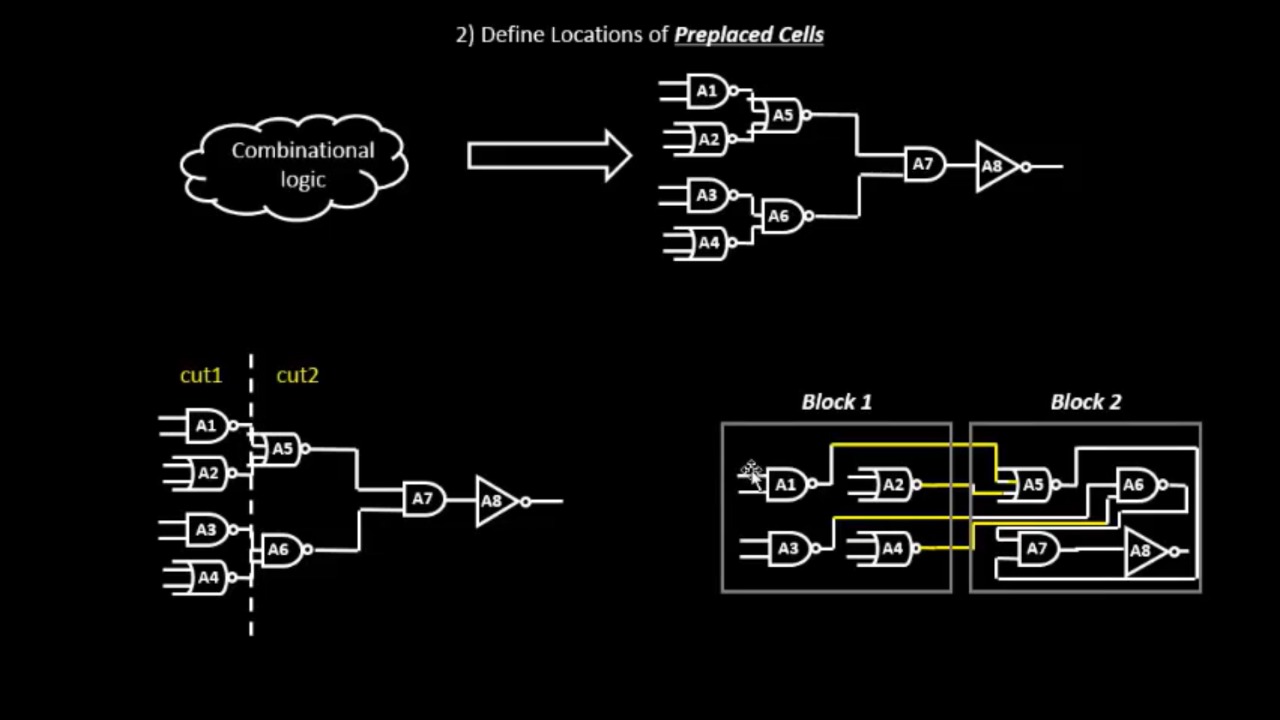 2) Define Locations of Preplaced Cells
Combinational
logic
A1
A5
A2
A7
A8
A3
A6
A4
cut1 cut2
A1
A5
A2
A7
A8
A3
A6
A4
Block 1
Block 2
A1
A2
A5
A6
A3
A4
A7
A8